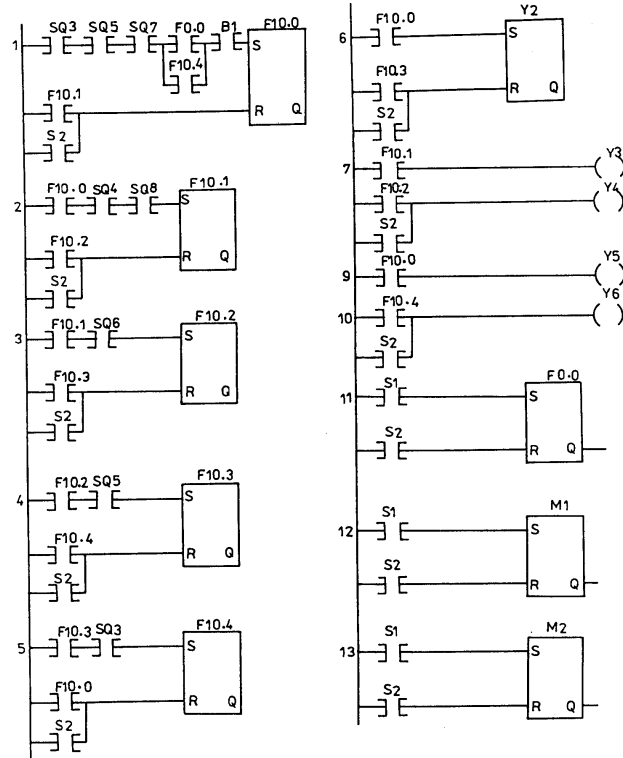 SQ3 SQ5 SQ7 F0.0 B1 F10.0
1 S
F10.4
F10.1 R Q
S2
F10.1
F10.0 SQ4 SQ8
2 S
F10.2 R Q
S2
F10.2
F10.1 SQ6
3 S
F10.3 R Q
S2
F10.3
F10.2 SQ5
4 S
F10.4 R Q
S2
F10.4
F10.3 SQ3
5 S
F10.0 R Q
S2
Y2
F10.0
6 S
F10.3 R Q
S2
F10.1 Y3
7
F10.2 Y4
8
S2
F10.0 Y5
9
F10.4 Y6
10
S2
F0.0
S1
11 S
S2 R Q
M1
S1
12 S
S2 R Q
M2
S1
13 S
S2 R Q